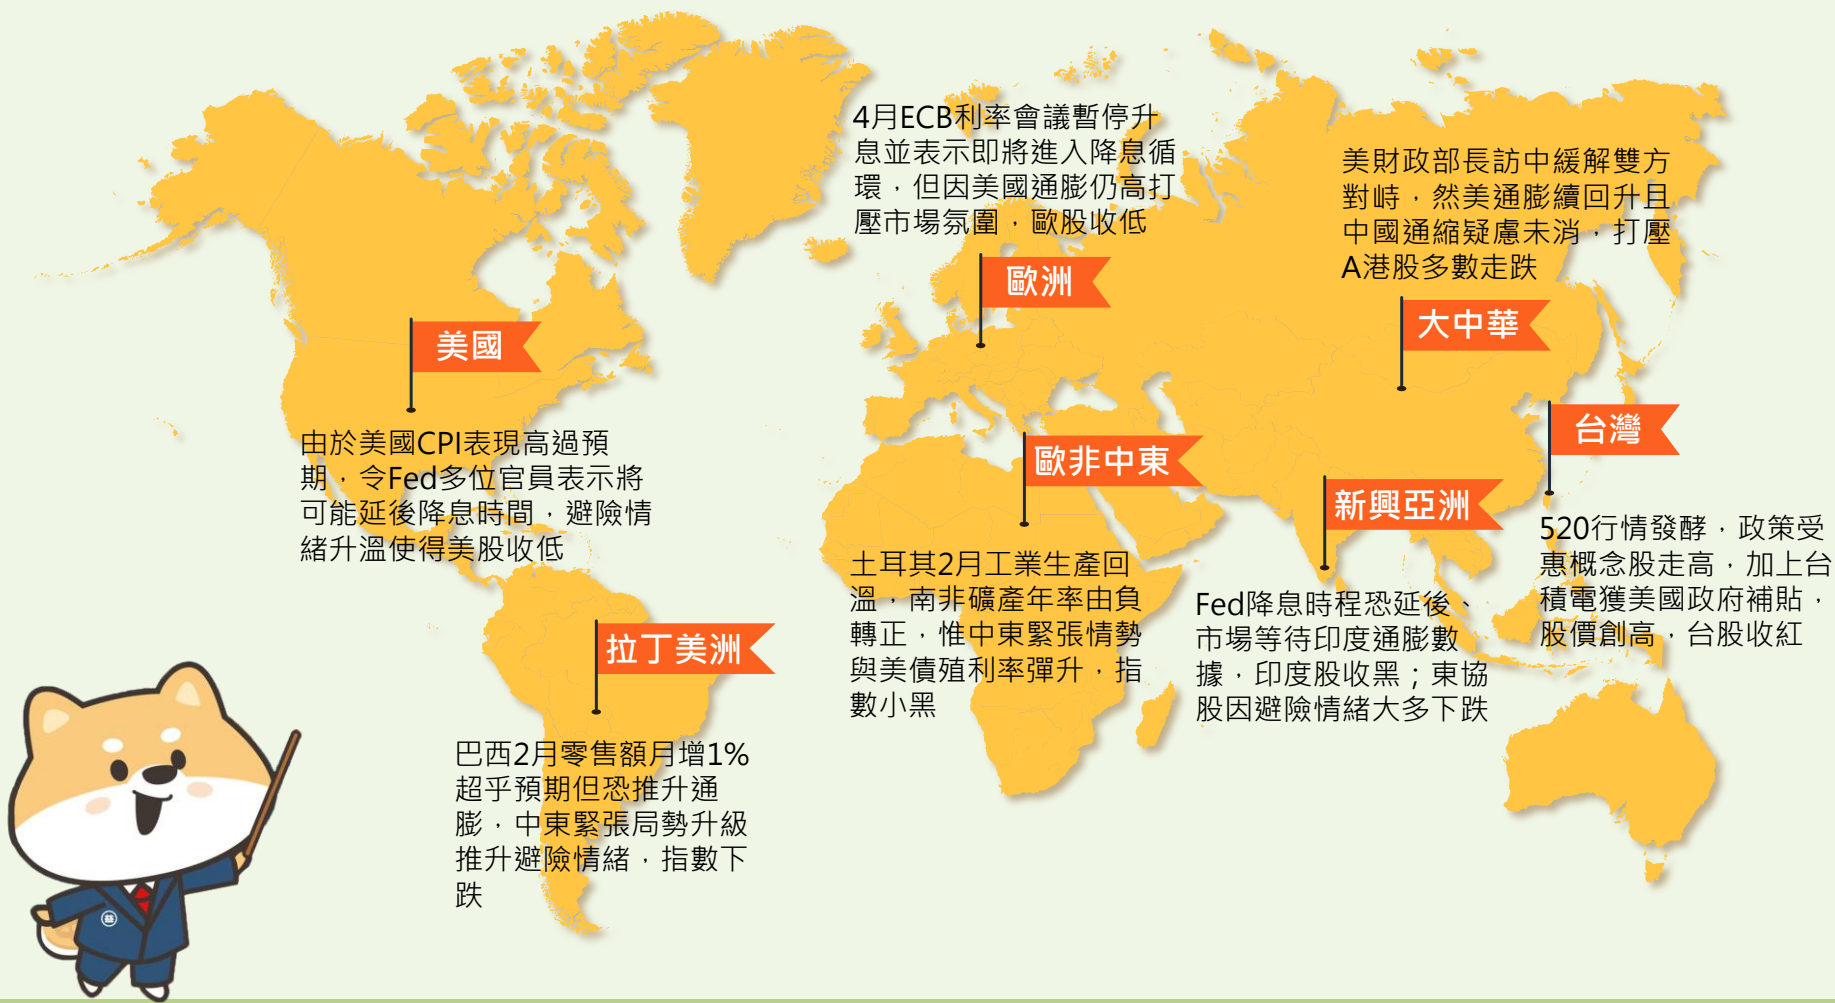 4月ECB利率會議暫停升
息並表示即將進入降息循
環，但因美國通膨仍高打
壓市場氛圍，歐股收低
歐洲
美財政部長訪中緩解雙方
對峙，然美通膨續回升且
中國通縮疑慮未消，打壓
A港股多數走跌
大中華
美國
由於美國CPI表現高過預
期，令Fed多位官員表示將
可能延後降息時間，避險情
緒升溫使得美股收低
歐非中東
土耳其2月工業生產回
溫，南非礦產年率由負
轉正，惟中東緊張情勢
與美債殖利率彈升，指
數小黑
新興亞洲
Fed降息時程恐延後、
市場等待印度通膨數
據，印度股收黑；東協
股因避險情緒大多下跌
台灣
520行情發酵，政策受
惠概念股走高，加上台
積電獲美國政府補貼，
股價創高，台股收紅
拉丁美洲
巴西2月零售額月增1%
超乎預期但恐推升通
膨，中東緊張局勢升級
推升避險情緒，指數下
跌